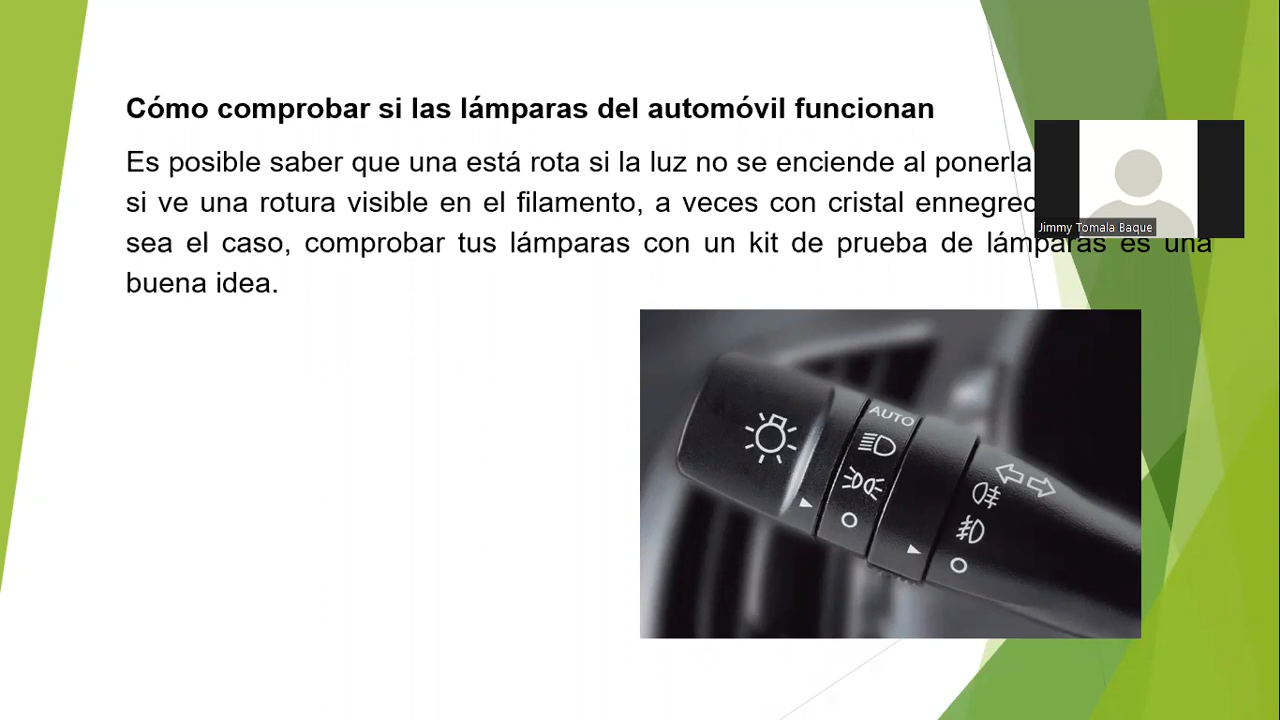 Cómo comprobar si las lámparas del automóvil funcionan
Es posible saber que una está rota si la luz no se enciende al ponerla
si ve una rotura visible en el filamento, a veces con cristal
sea el caso, comprobar tus lámparas con un kit de prueba de lámparas es una
buena idea.
Jimmy Tomala Baque
AUTO